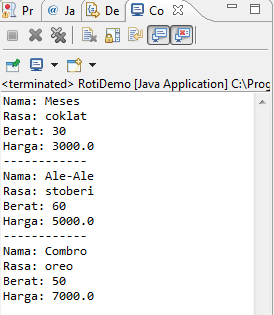 Pr @ Ja De Co
<terminated> RotiDemo [Java Application] C:\Prog
Nama: Meses
Rasa: coklat
Berat: 30
Harga: 3000.0
------------
Nama: Ale-Ale
Rasa: stoberi
Berat: 60
Harga: 5000.0
------------
Nama: Combro
Rasa: oreo
Berat: 50
Harga: 7000.0